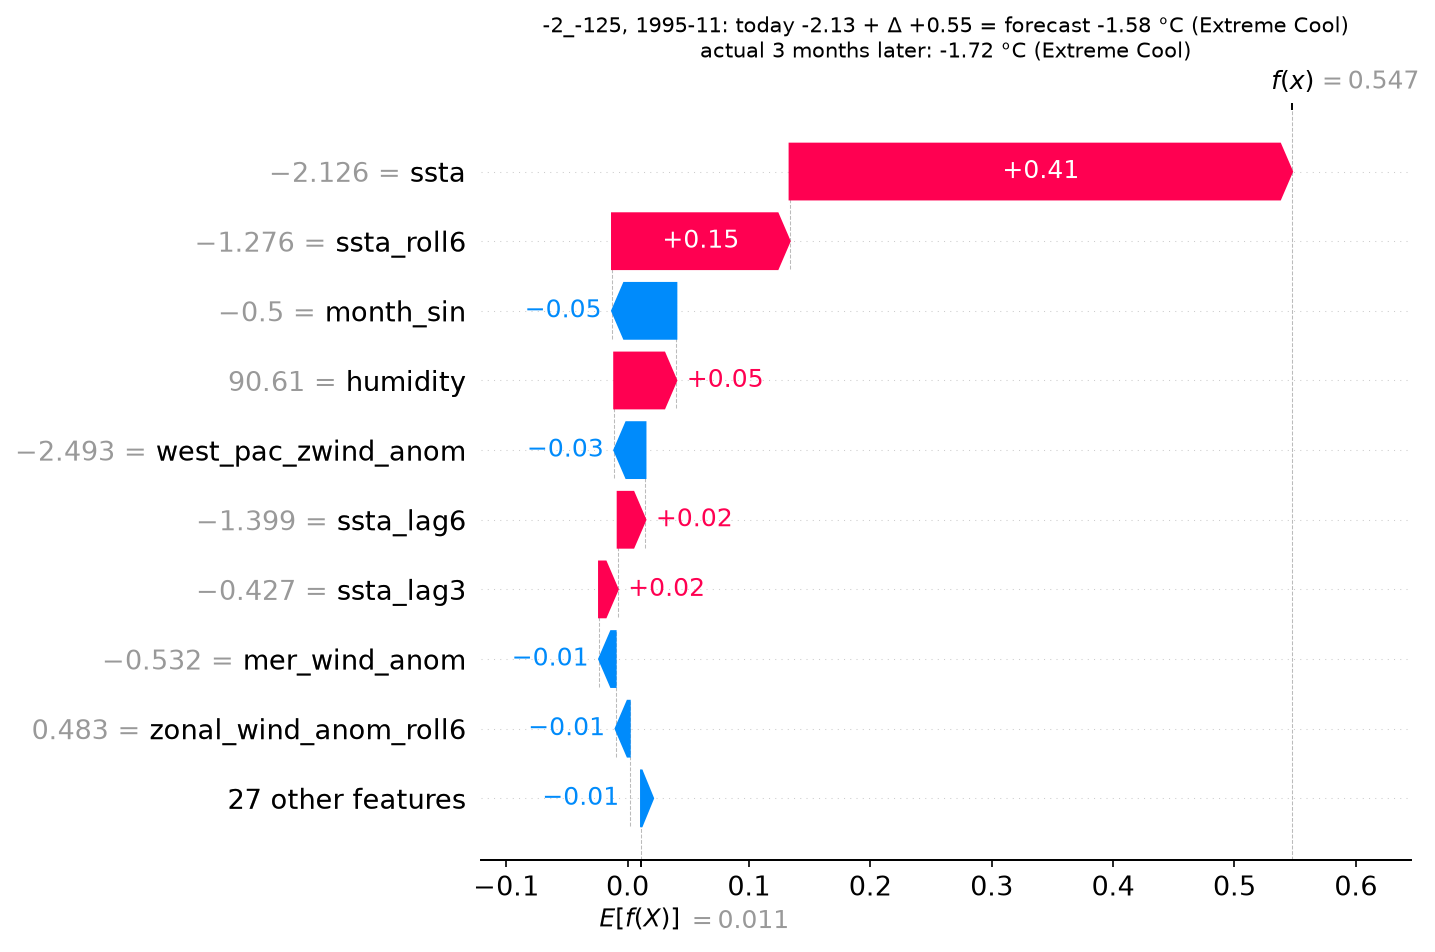 -2_-125, 1995-11: today -2.13 + Δ +0.55 = forecast -1.58 °C (Extreme Cool)
actual 3 months later: -1.72 °C (Extreme Cool)
f(x) = 0.547
−2.126 = ssta +0.41
−1.276 = ssta_roll6 +0.15
−0.5 = month_sin −0.05
90.61 = humidity +0.05
−2.493 = west_pac_zwind_anom −0.03
−1.399 = ssta_lag6 +0.02
−0.427 = ssta_lag3 +0.02
−0.532 = mer_wind_anom −0.01
0.483 = zonal_wind_anom_roll6 −0.01
27 other features −0.01
−0.1 0.0 0.1 0.2 0.3 0.4 0.5 0.6
E[f(X)] = 0.011